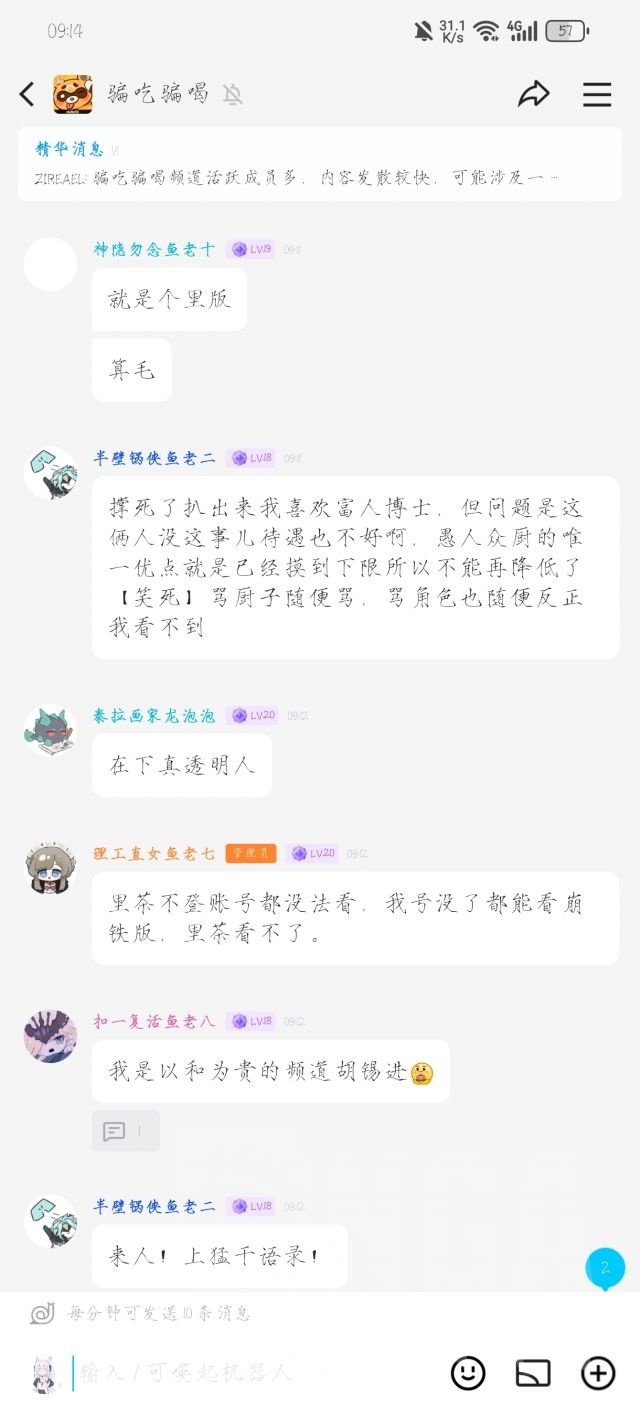 09:14
31.1
K/s
4G
57
骗吃骗喝
精华消息 1/1
ZIREAEL: 骗吃骗喝频道活跃成员多，内容发散较快，可能涉及一…
神隐勿念鱼老十 LV19 09:11
就是个里版
算毛
半壁锅侠鱼老二 LV18 09:11
撑死了扒出来我喜欢富人博士，但问题是这
俩人没这事儿待遇也不好啊，愚人众厨的唯
一优点就是已经摸到下限所以不能再降低了
【笑死】骂厨子随便骂，骂角色也随便反正
我看不到
泰拉画家龙泡泡 LV20 09:12
在下真透明人
理工直女鱼老七 管理员 LV20 09:12
里茶不登账号都没法看，我号没了都能看崩
铁版，里茶看不了。
扣一复活鱼老八 LV18 09:12
我是以和为贵的频道胡锡进
1
半壁锅侠鱼老二 LV18 09:12
来人！上猛干语录！
2
每分钟可发送10条消息
输入 / 可唤起机器人